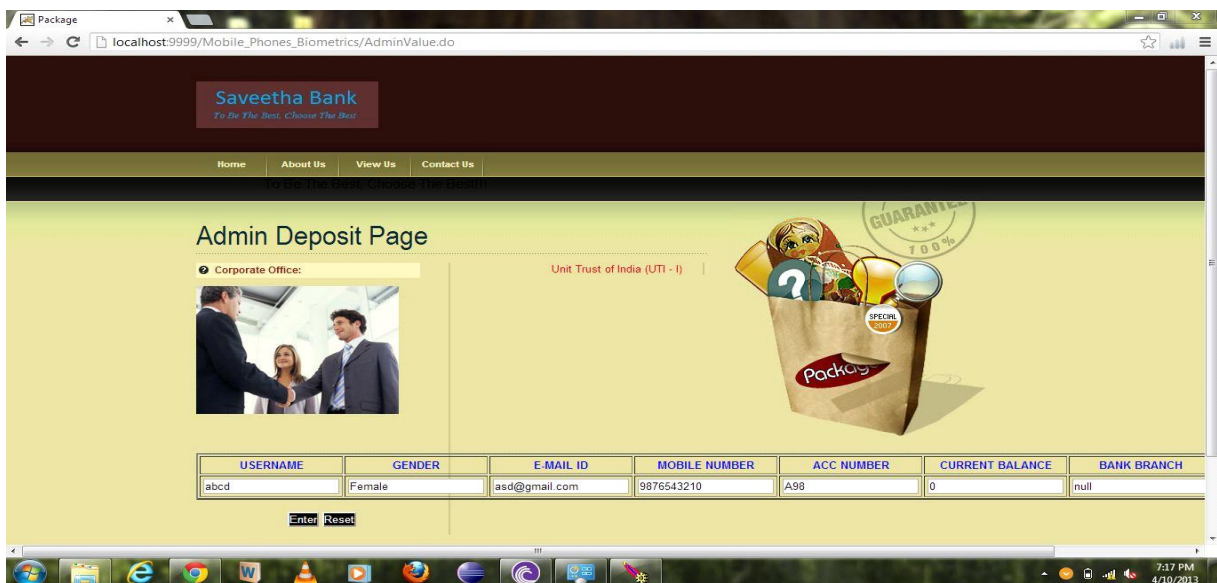 Package
localhost:9999/Mobile_Phones_Biometrics/AdminValue.do
Saveetha Bank
To Be The Best, Choose The Best
Home About Us View Us Contact Us
To Be The Best, Choose The Best!!!
GUARANTEE
100%
Admin Deposit Page
Corporate Office:
Unit Trust of India (UTI - I)
?
SPECIAL
2007
Package
USERNAME GENDER E-MAIL ID MOBILE NUMBER ACC NUMBER CURRENT BALANCE BANK BRANCH
abcd Female asd@gmail.com 9876543210 A98 0 null
Enter Reset
7:17 PM
4/10/2013